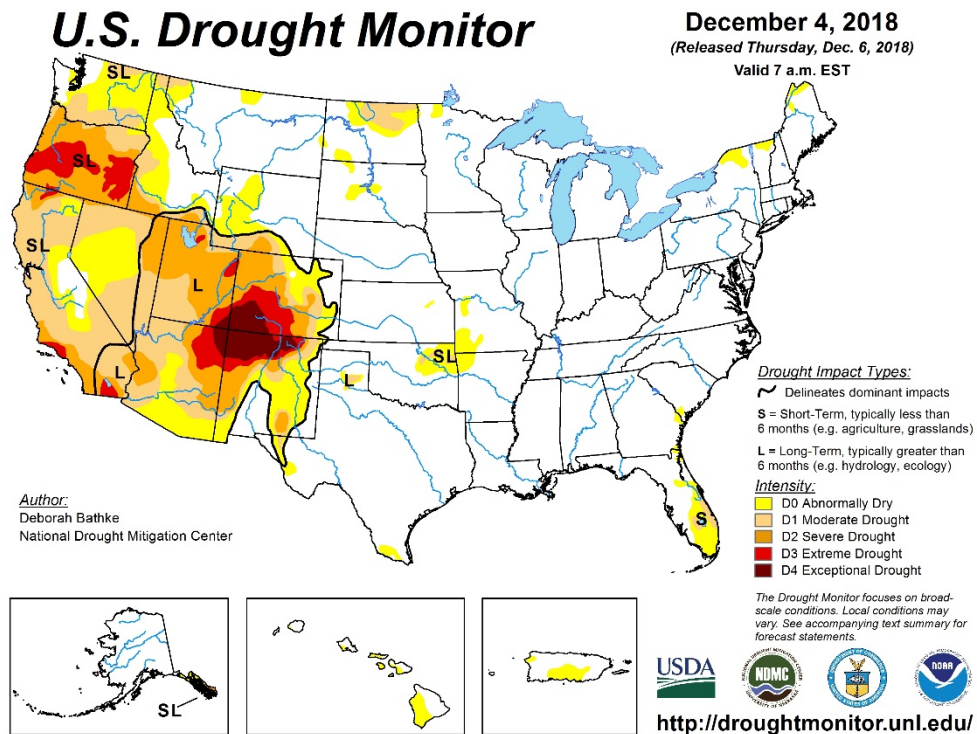 U.S. Drought Monitor
December 4, 2018
(Released Thursday, Dec. 6, 2018)
Valid 7 a.m. EST
SL
SL
SL
L
L
L
SL
S
Drought Impact Types:
Delineates dominant impacts
S = Short-Term, typically less than
6 months (e.g. agriculture, grasslands)
L = Long-Term, typically greater than
6 months (e.g. hydrology, ecology)
Intensity:
D0 Abnormally Dry
D1 Moderate Drought
D2 Severe Drought
D3 Extreme Drought
D4 Exceptional Drought
Author:
Deborah Bathke
National Drought Mitigation Center
The Drought Monitor focuses on broad-
scale conditions. Local conditions may
vary. See accompanying text summary for
forecast statements.
SL
USDA
NDMC
NOAA
http://droughtmonitor.unl.edu/